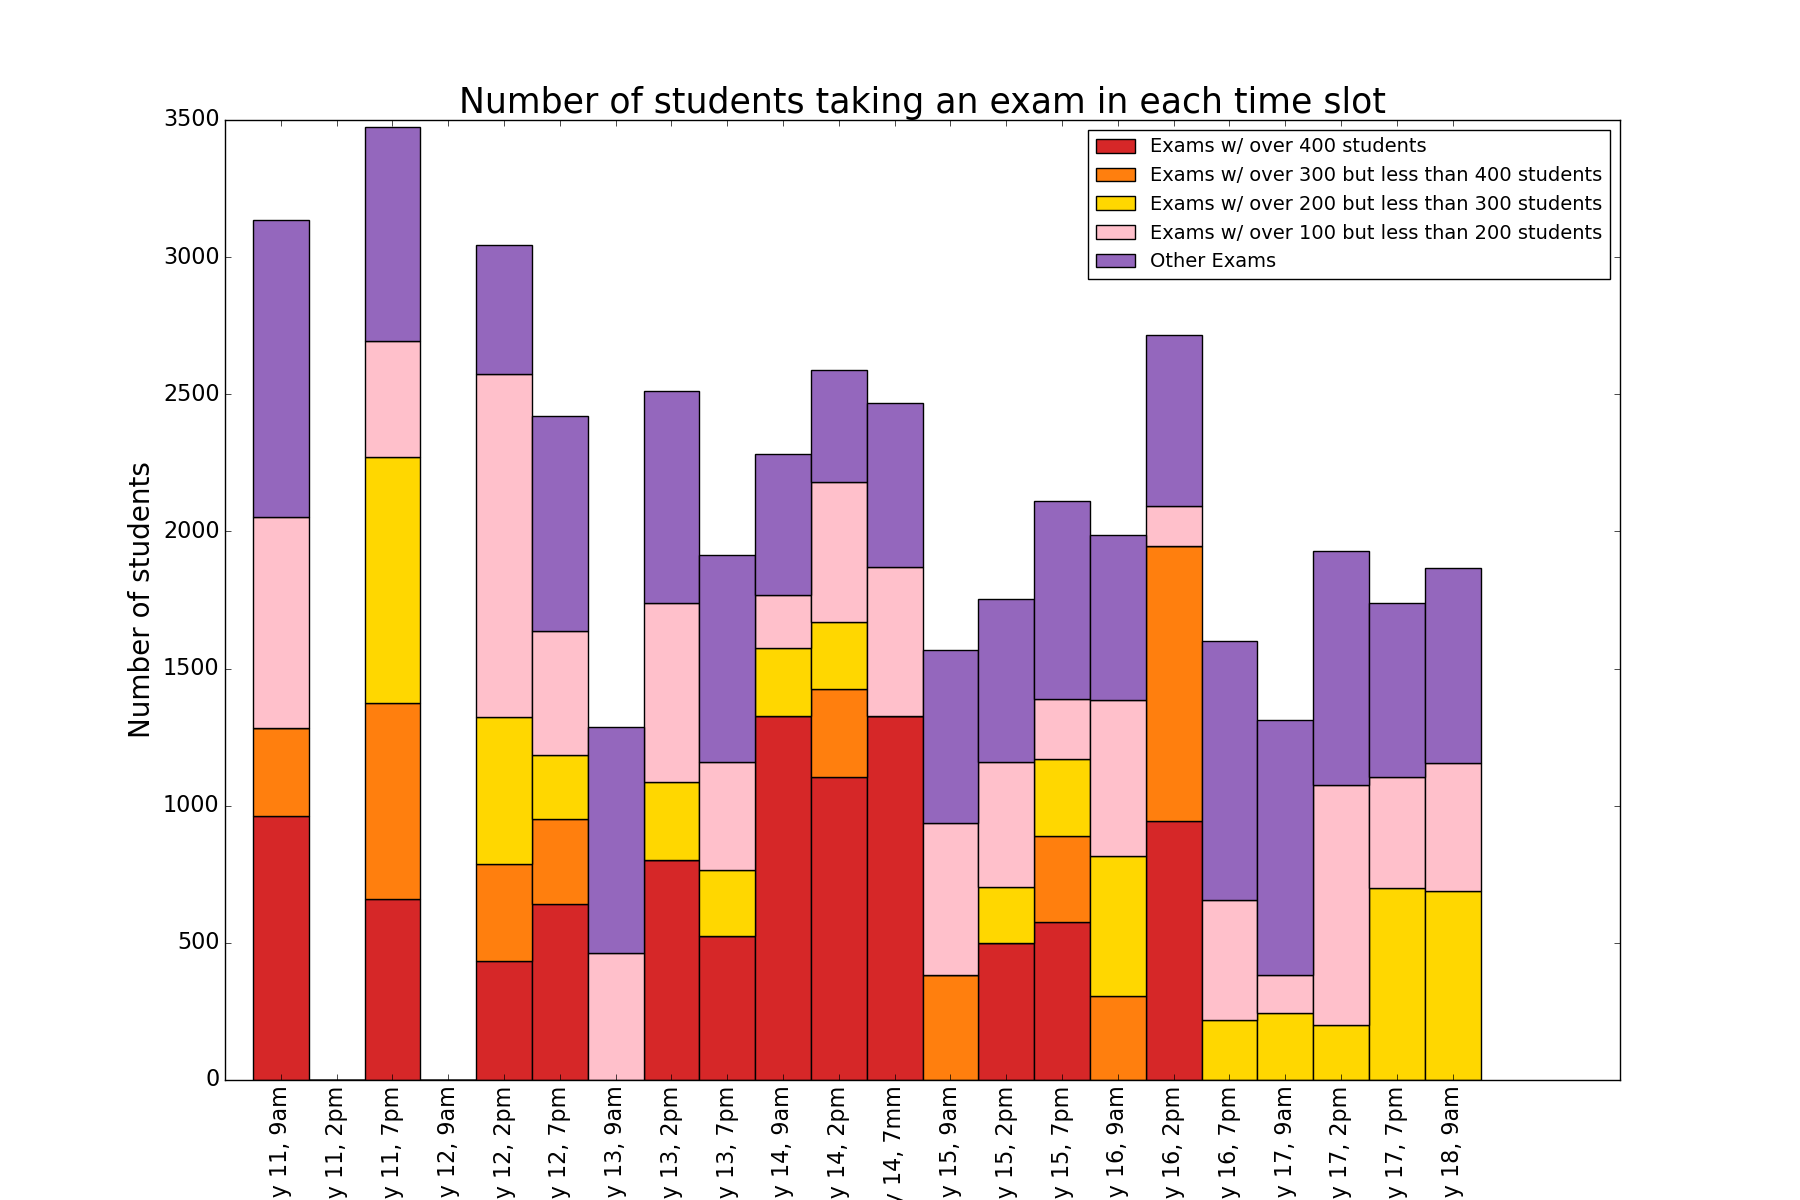 Number of students taking an exam in each time slot
Exams w/ over 400 students
Exams w/ over 300 but less than 400 students
Exams w/ over 200 but less than 300 students
Exams w/ over 100 but less than 200 students
Other Exams
Number of students
3500
3000
2500
2000
1500
1000
500
0
y 11, 9am
y 11, 2pm
y 11, 7pm
y 12, 9am
y 12, 2pm
y 12, 7pm
y 13, 9am
y 13, 2pm
y 13, 7pm
y 14, 9am
y 14, 2pm
y 14, 7mm
y 15, 9am
y 15, 2pm
y 15, 7pm
y 16, 9am
y 16, 2pm
y 16, 7pm
y 17, 9am
y 17, 2pm
y 17, 7pm
y 18, 9am